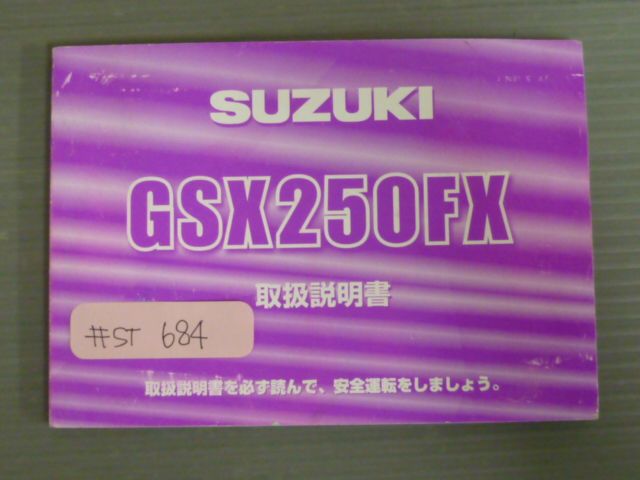 SUZUKI
GSX250FX
取扱説明書
#ST 684
取扱説明書を必ず読んで、安全運転をしましょう。